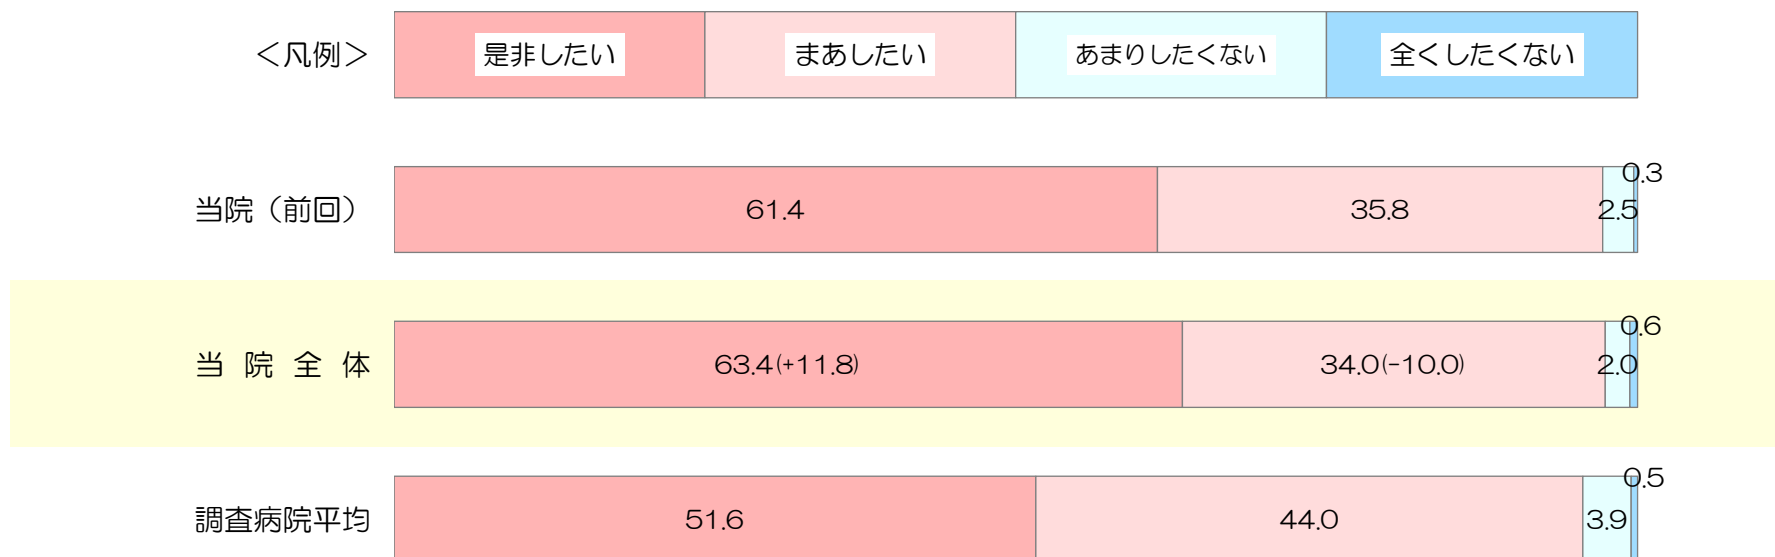 ＜凡例＞ 是非したい まあしたい あまりしたくない 全くしたくない
当院（前回） 61.4 35.8 2.5 0.3
当院全体 63.4(+11.8) 34.0(-10.0) 2.0 0.6
調査病院平均 51.6 44.0 3.9 0.5